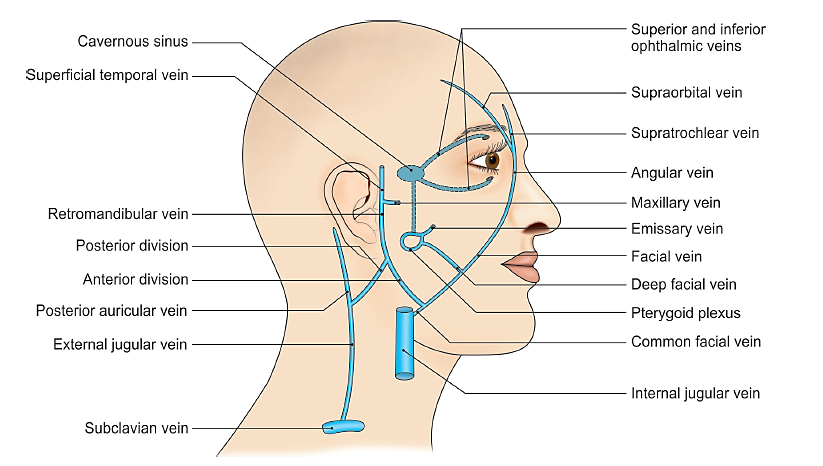 Cavernous sinus
Superficial temporal vein
Retromandibular vein
Posterior division
Anterior division
Posterior auricular vein
External jugular vein
Subclavian vein
Superior and inferior
ophthalmic veins
Supraorbital vein
Supratrochlear vein
Angular vein
Maxillary vein
Emissary vein
Facial vein
Deep facial vein
Pterygoid plexus
Common facial vein
Internal jugular vein